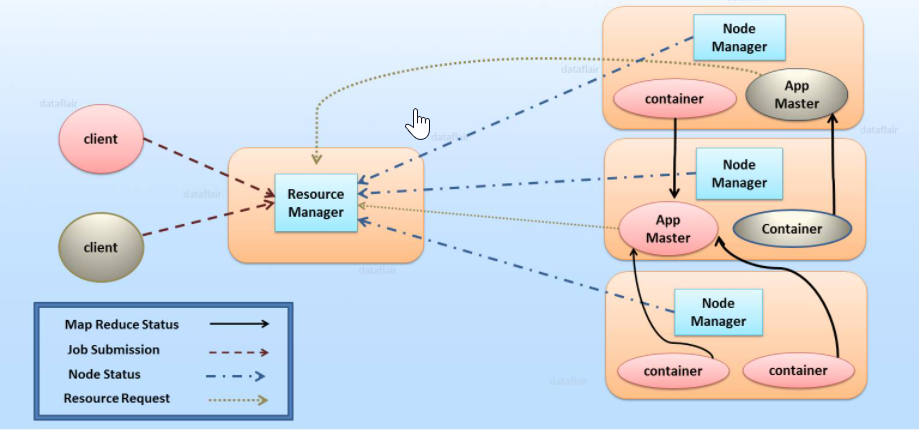 dataflair
Node
Manager
dataflair
container
App
Master
dataflair
client
dataflair
dataflair
Resource
Manager
Node
Manager
App
Master
Container
client
dataflair
Node
Manager
container
container
dataflair
Map Reduce Status
Job Submission
Node Status
Resource Request